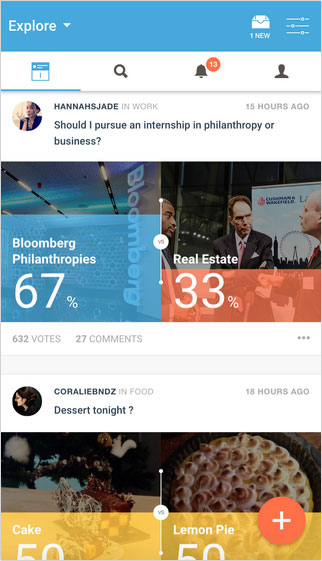 Explore
1 NEW
13
HANNAHSJADE IN WORK 15 HOURS AGO
Should I pursue an internship in philanthropy or
business?
Bloomberg
CUSHMAN &
WAKEFIELD
Bloomberg
Philanthropies
67%
VS
Real Estate
33%
632 VOTES 27 COMMENTS
CORALIEBNDZ IN FOOD 18 HOURS AGO
Dessert tonight ?
VS
Cake
50
Lemon Pie
50